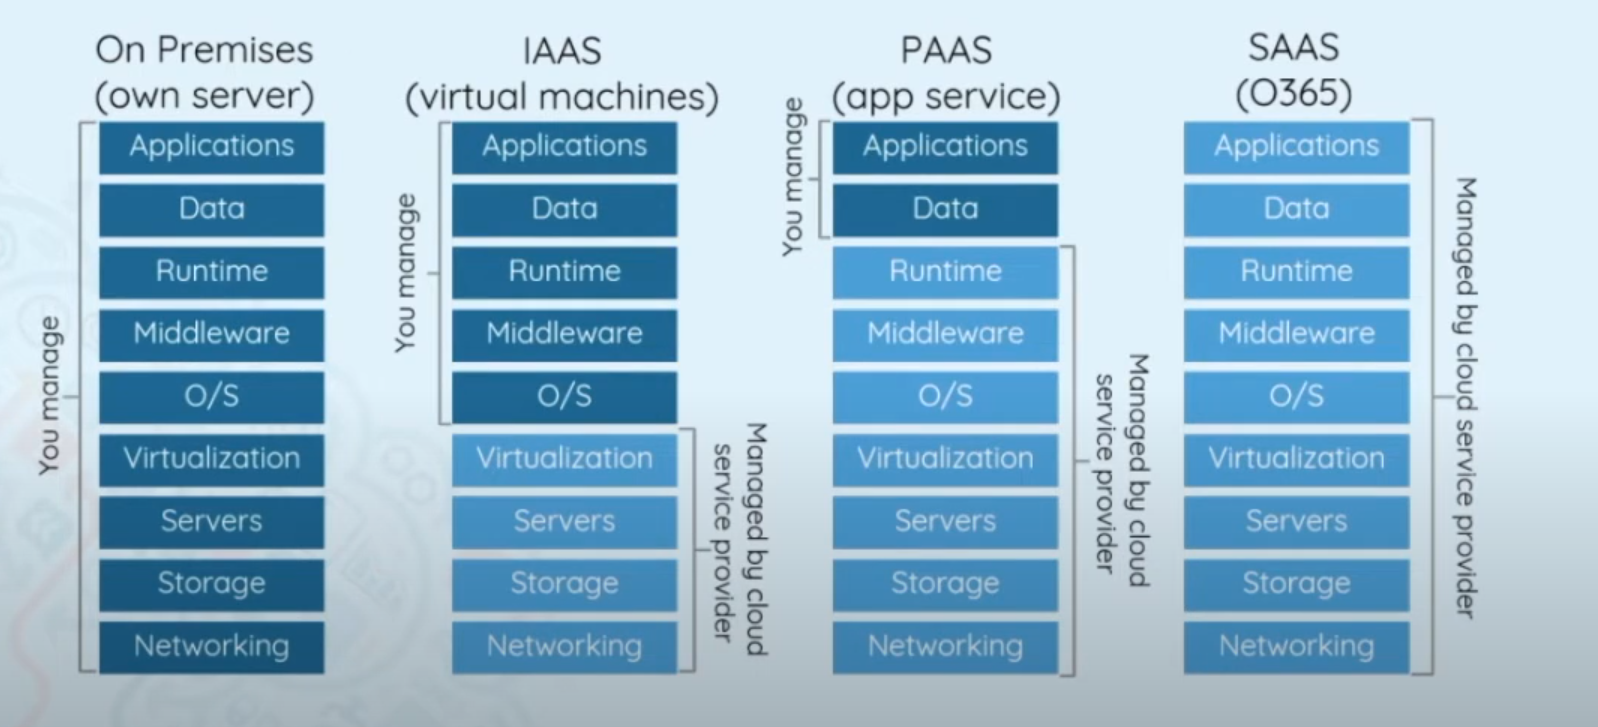 On Premises
(own server)
Applications
Data
Runtime
Middleware
O/S
Virtualization
Servers
Storage
Networking
You manage
IAAS
(virtual machines)
Applications
Data
Runtime
Middleware
O/S
Virtualization
Servers
Storage
Networking
You manage
Managed by cloud
service provider
PAAS
(app service)
Applications
Data
Runtime
Middleware
O/S
Virtualization
Servers
Storage
Networking
You manage
Managed by cloud
service provider
SAAS
(O365)
Applications
Data
Runtime
Middleware
O/S
Virtualization
Servers
Storage
Networking
Managed by cloud service provider